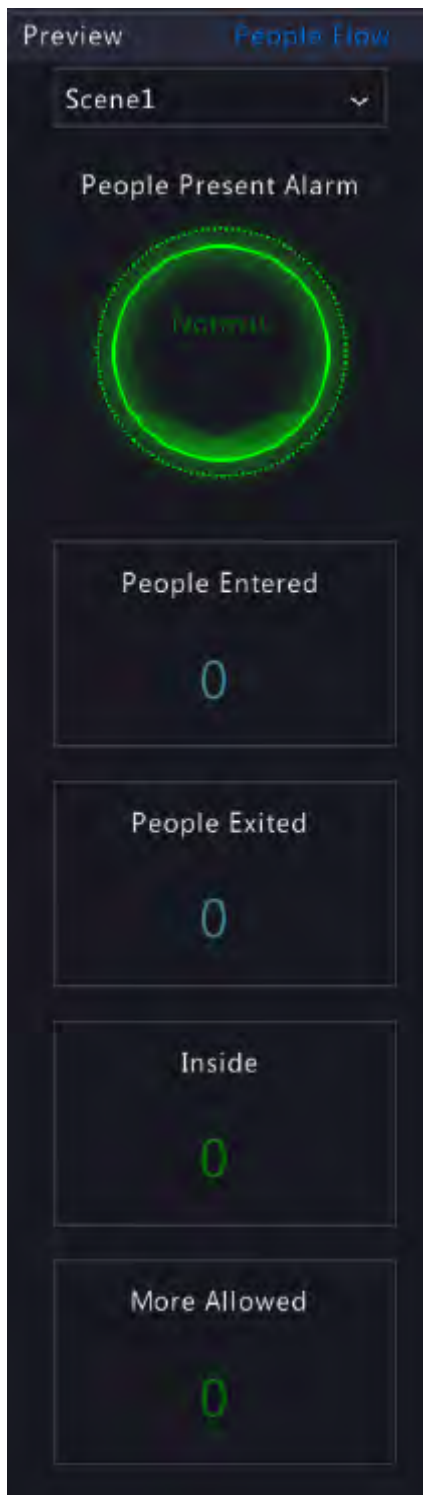 Preview People Flow
Scene1
People Present Alarm
Normal
People Entered
0
People Exited
0
Inside
0
More Allowed
0